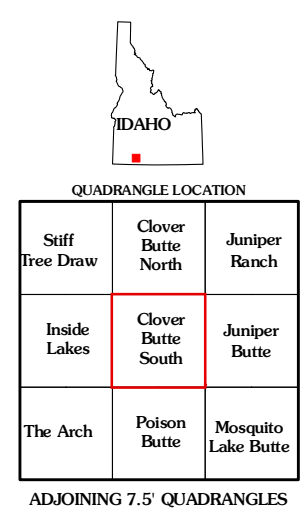 IDAHO
QUADRANGLE LOCATION
Stiff
Tree Draw
Clover
Butte
North
Juniper
Ranch
Inside
Lakes
Clover
Butte
South
Juniper
Butte
The Arch
Poison
Butte
Mosquito
Lake Butte
ADJOINING 7.5' QUADRANGLES